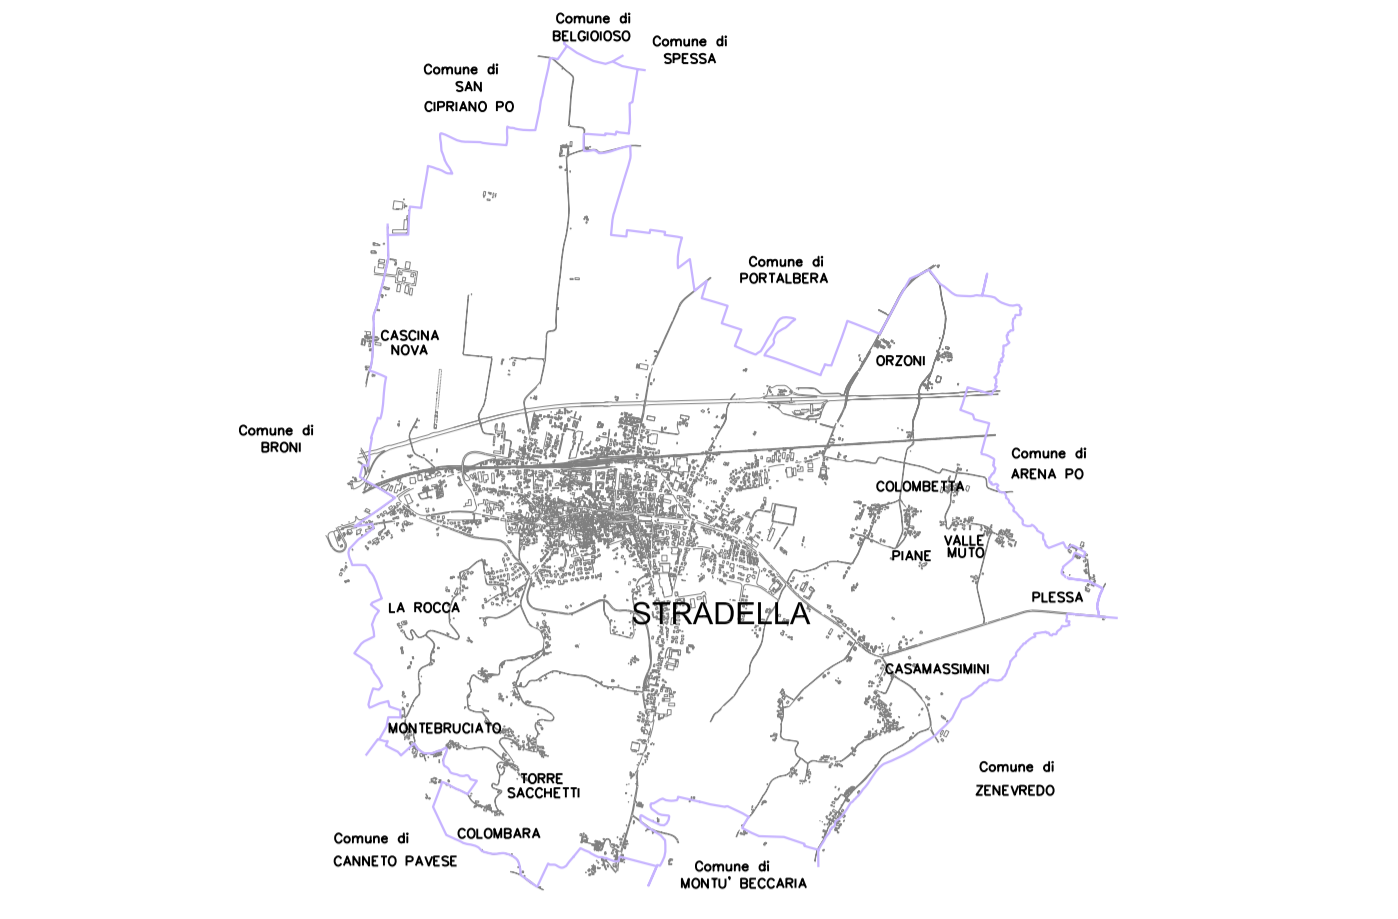 Comune di
BELGIOIOSO
Comune di
SPESSA
Comune di
SAN
CIPRIANO PO
Comune di
PORTALBERA
CASCINA
NOVA
ORZONI
Comune di
BRONI
Comune di
ARENA PO
COLOMBETTA
VALLE
MUTO
PIANE
PLESSA
LA ROCCA
STRADELLA
CASAMASSIMINI
MONTEBRUCIATO
TORRE
SACCHETTI
Comune di
ZENEVREDO
COLOMBARA
Comune di
CANNETO PAVESE
Comune di
MONTU' BECCARIA